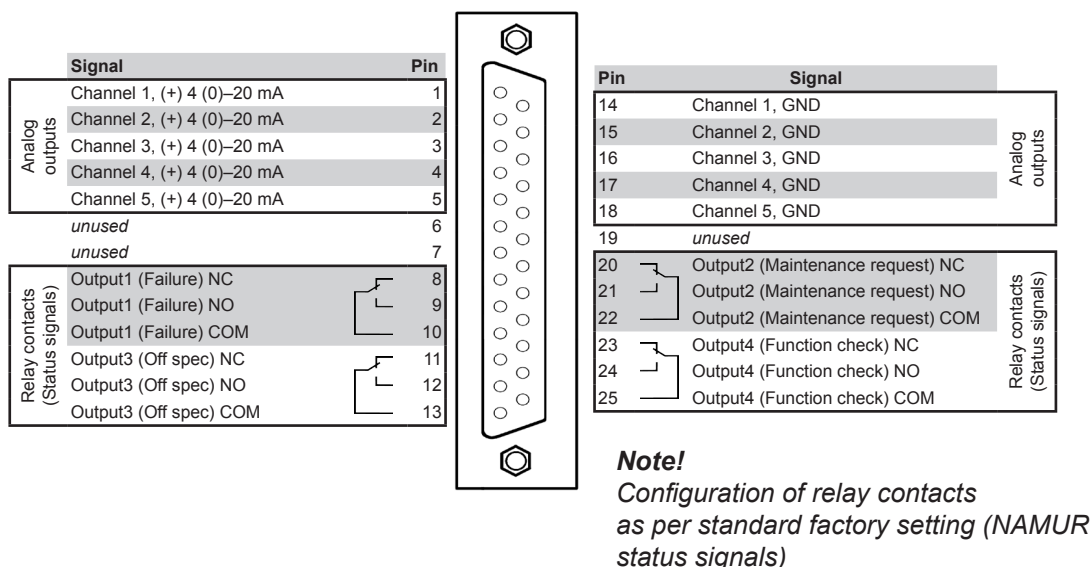 Signal Pin
Analog
outputs
Channel 1, (+) 4 (0)–20 mA 1
Channel 2, (+) 4 (0)–20 mA 2
Channel 3, (+) 4 (0)–20 mA 3
Channel 4, (+) 4 (0)–20 mA 4
Channel 5, (+) 4 (0)–20 mA 5
unused 6
unused 7
Relay contacts
(Status signals)
Output1 (Failure) NC 8
Output1 (Failure) NO 9
Output1 (Failure) COM 10
Output3 (Off spec) NC 11
Output3 (Off spec) NO 12
Output3 (Off spec) COM 13
Pin Signal
14 Channel 1, GND
15 Channel 2, GND
16 Channel 3, GND
17 Channel 4, GND
18 Channel 5, GND
Analog
outputs
19 unused
20 Output2 (Maintenance request) NC
21 Output2 (Maintenance request) NO
22 Output2 (Maintenance request) COM
23 Output4 (Function check) NC
24 Output4 (Function check) NO
25 Output4 (Function check) COM
Relay contacts
(Status signals)
Note!
Configuration of relay contacts
as per standard factory setting (NAMUR
status signals)